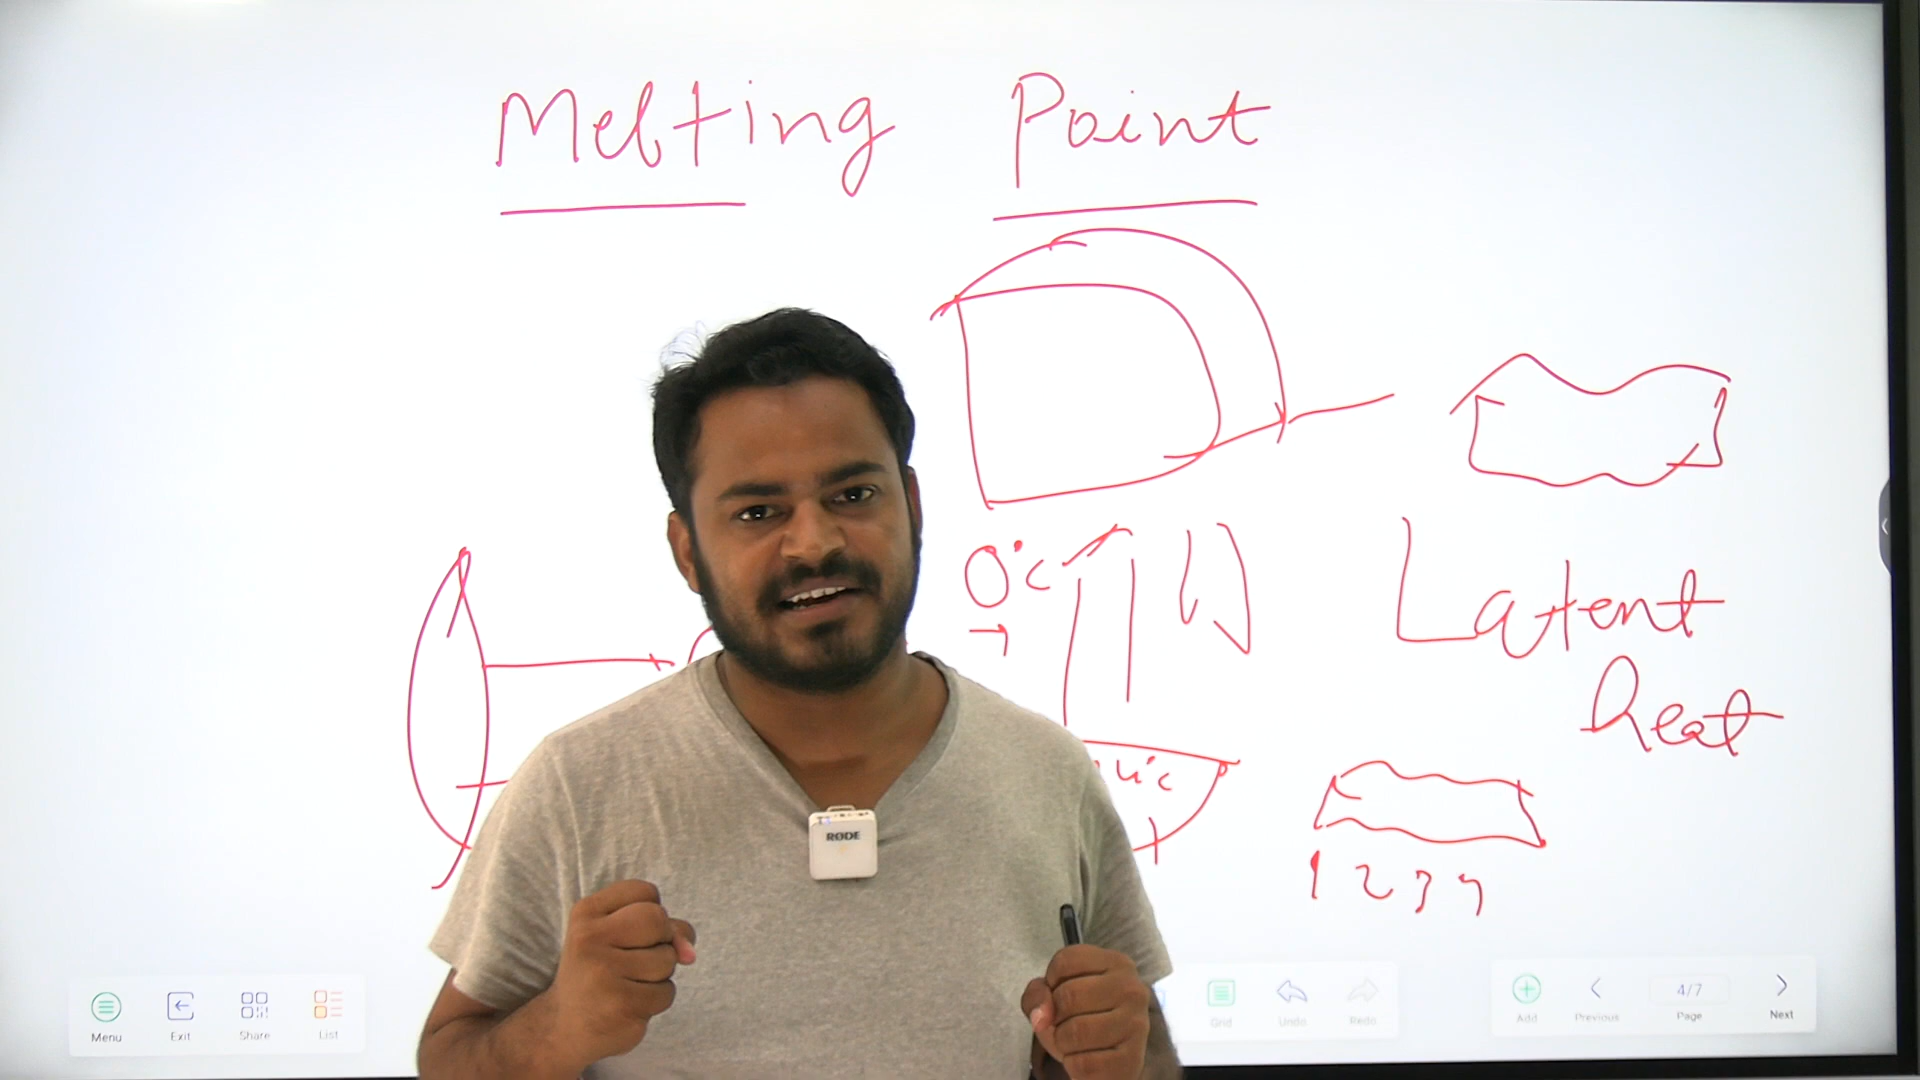 Melting Point
0°c
Latent
heat
1 2 3 4
RØDE
Menu
Exit
Share
List
Grid
Undo
Redo
Add
Previous
4/7
Page
Next